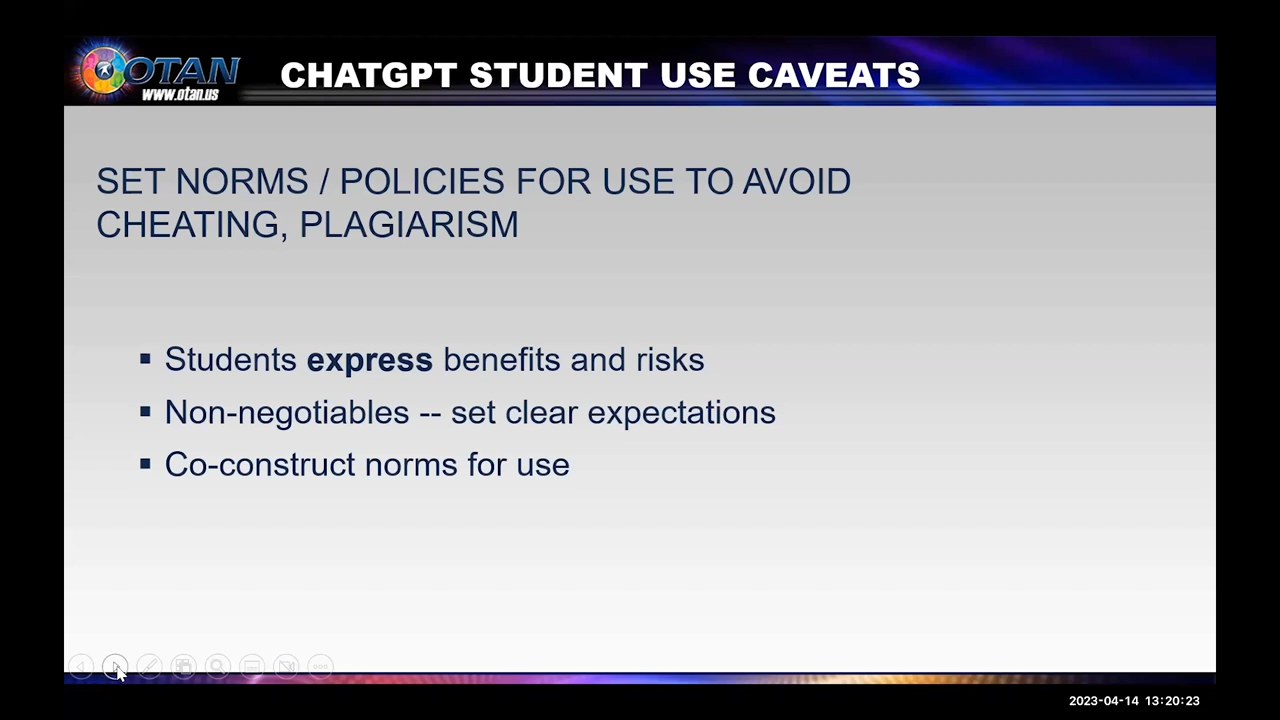 OTAN
www.otan.us
CHATGPT STUDENT USE CAVEATS
SET NORMS / POLICIES FOR USE TO AVOID
CHEATING, PLAGIARISM
Students express benefits and risks
Non-negotiables -- set clear expectations
Co-construct norms for use
2023-04-14 13:20:23